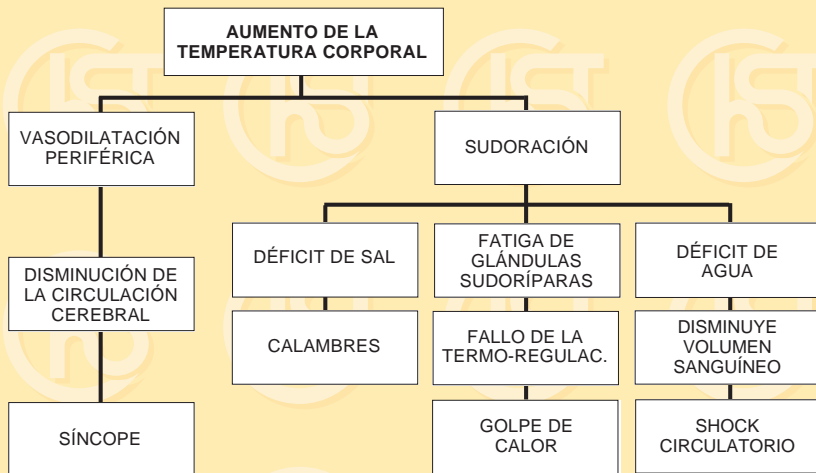 AUMENTO DE LA
TEMPERATURA CORPORAL
VASODILATACIÓN
PERIFÉRICA
SUDORACIÓN
DISMINUCIÓN DE
LA CIRCULACIÓN
CEREBRAL
DÉFICIT DE SAL
FATIGA DE
GLÁNDULAS
SUDORÍPARAS
DÉFICIT DE
AGUA
CALAMBRES
FALLO DE LA
TERMO-REGULAC.
DISMINUYE
VOLUMEN
SANGUÍNEO
SÍNCOPE
GOLPE DE
CALOR
SHOCK
CIRCULATORIO